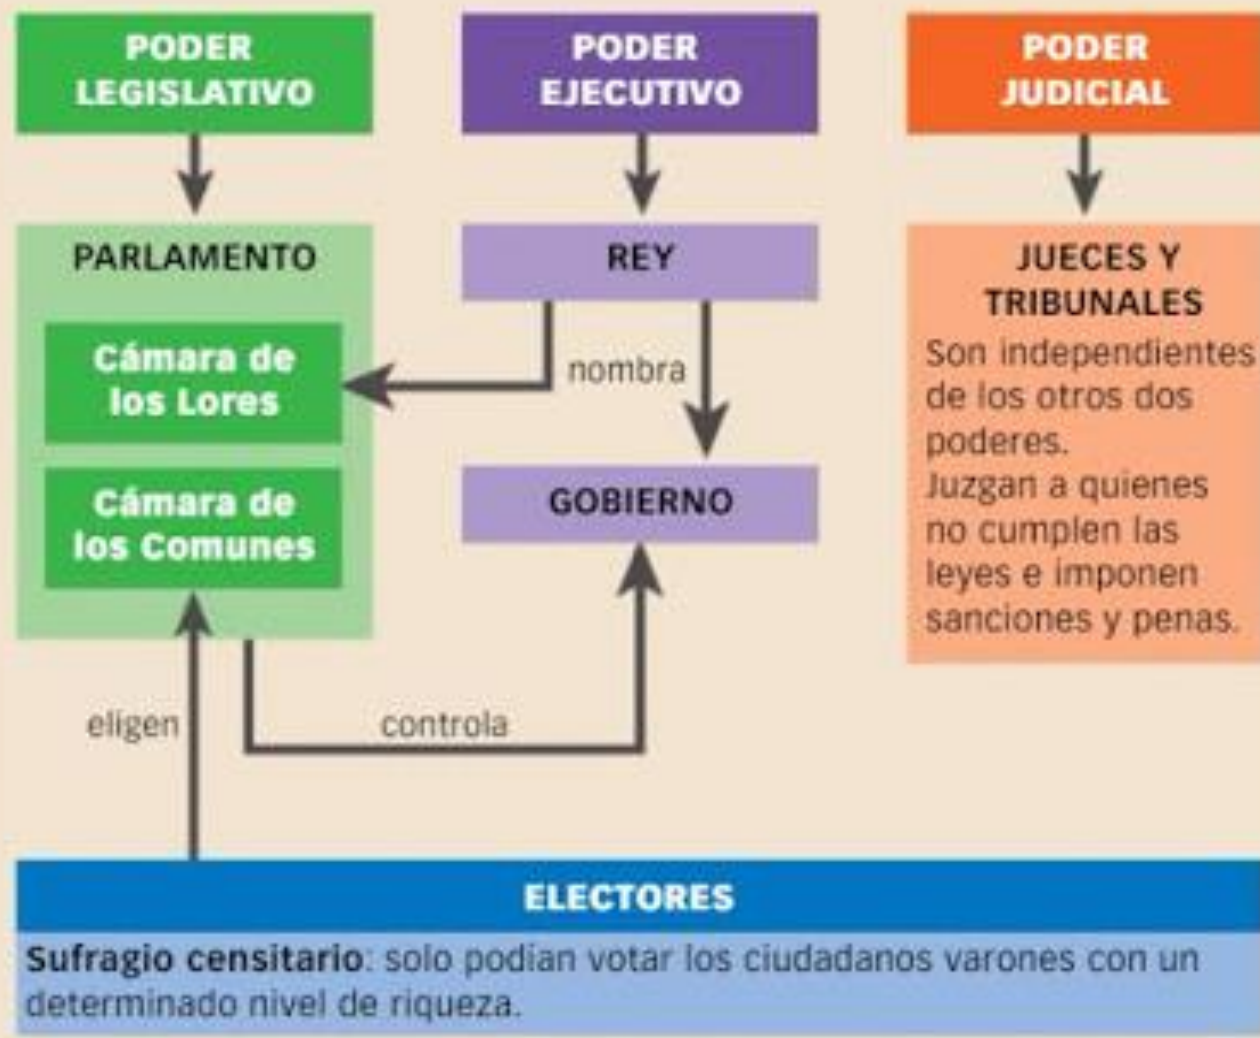 PODER
LEGISLATIVO
PODER
EJECUTIVO
PODER
JUDICIAL
PARLAMENTO
Cámara de
los Lores
Cámara de
los Comunes
REY
nombra
GOBIERNO
JUECES Y
TRIBUNALES
Son independientes
de los otros dos
poderes.
Juzgan a quienes
no cumplen las
leyes e imponen
sanciones y penas.
eligen
controla
ELECTORES
Sufragio censitario: solo podían votar los ciudadanos varones con un
determinado nivel de riqueza.